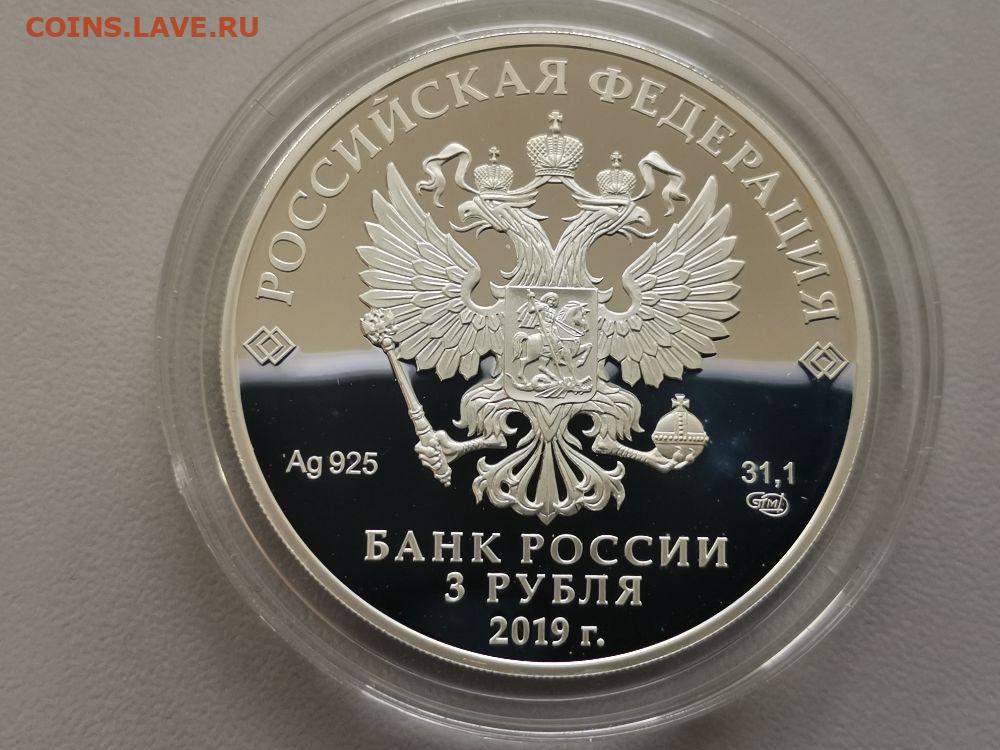 COINS.LAVE.RU
РОССИЙСКАЯ ФЕДЕРАЦИЯ
Ag 925
31,1
СПМД
БАНК РОССИИ
3 РУБЛЯ
2019 г.